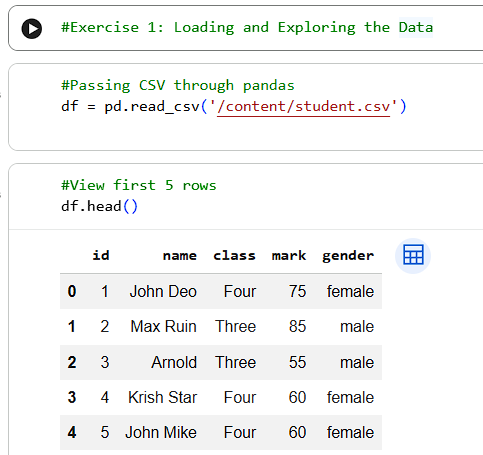 #Exercise 1: Loading and Exploring the Data
#Passing CSV through pandas
df = pd.read_csv('/content/student.csv')
#View first 5 rows
df.head()
id name class mark gender
0 1 John Deo Four 75 female
1 2 Max Ruin Three 85 male
2 3 Arnold Three 55 male
3 4 Krish Star Four 60 female
4 5 John Mike Four 60 female